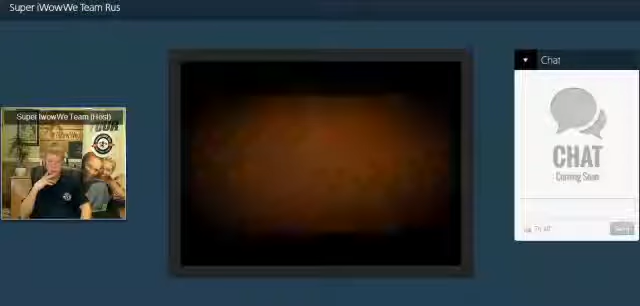 Super iWowWe Team Rus
Chat
Super IwowWe Team (Host)
CHAT
Coming Soon